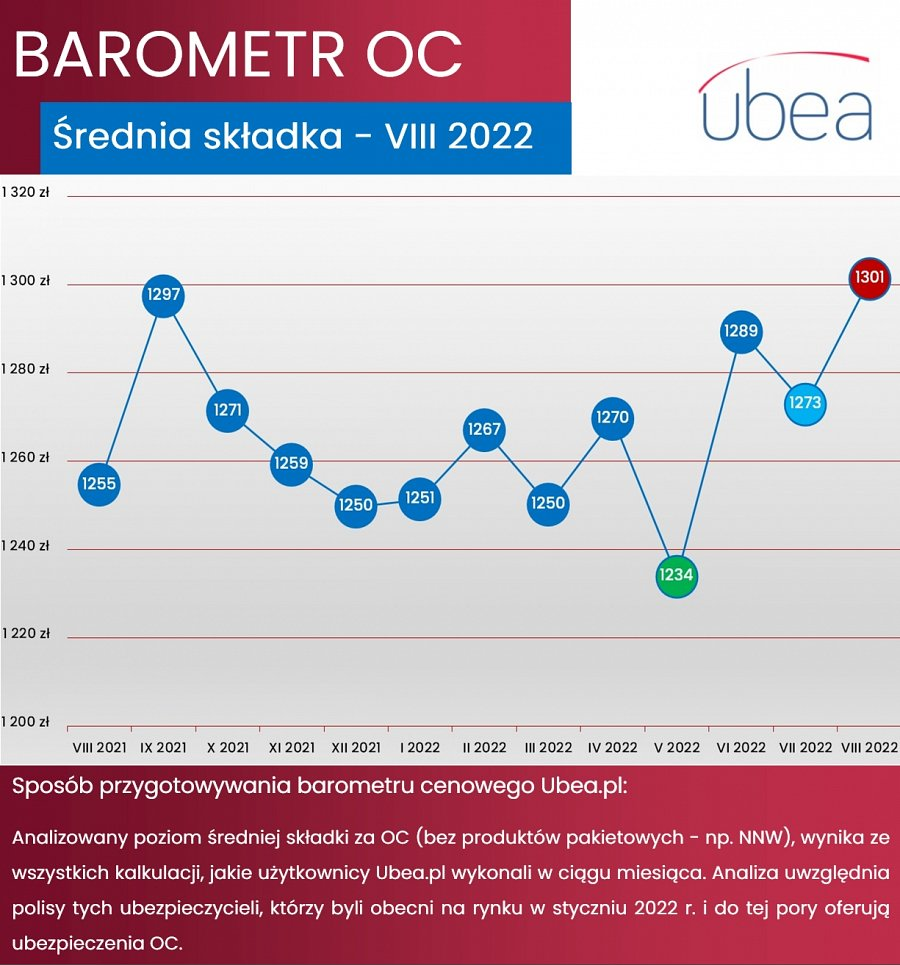 BAROMETR OC
Średnia składka - VIII 2022
ubea
1 320 zł
1 300 zł
1 280 zł
1 260 zł
1 240 zł
1 220 zł
1 200 zł
1255
1297
1271
1259
1250
1251
1267
1250
1270
1234
1289
1273
1301
VIII 2021 IX 2021 X 2021 XI 2021 XII 2021 I 2022 II 2022 III 2022 IV 2022 V 2022 VI 2022 VII 2022 VIII 2022
Sposób przygotowywania barometru cenowego Ubea.pl:
Analizowany poziom średniej składki za OC (bez produktów pakietowych - np. NNW), wynika ze
wszystkich kalkulacji, jakie użytkownicy Ubea.pl wykonali w ciągu miesiąca. Analiza uwzględnia
polisy tych ubezpieczycieli, którzy byli obecni na rynku w styczniu 2022 r. i do tej pory oferują
ubezpieczenia OC.